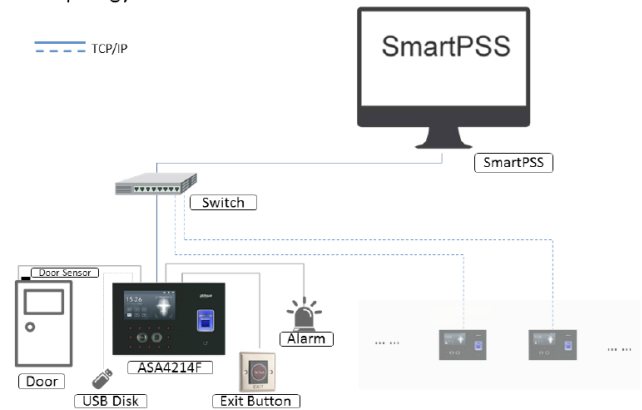 TCP/IP
SmartPSS
SmartPSS
Switch
Door Sensor
15:26
Alarm
ASA4214F
Door
USB Disk
EXIT
Exit Button
... ...
... ...